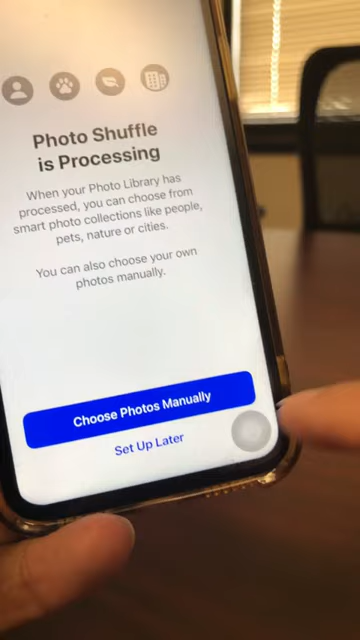 Photo Shuffle
is Processing
When your Photo Library has
processed, you can choose from
smart photo collections like people,
pets, nature or cities.
You can also choose your own
photos manually.
Choose Photos Manually
Set Up Later